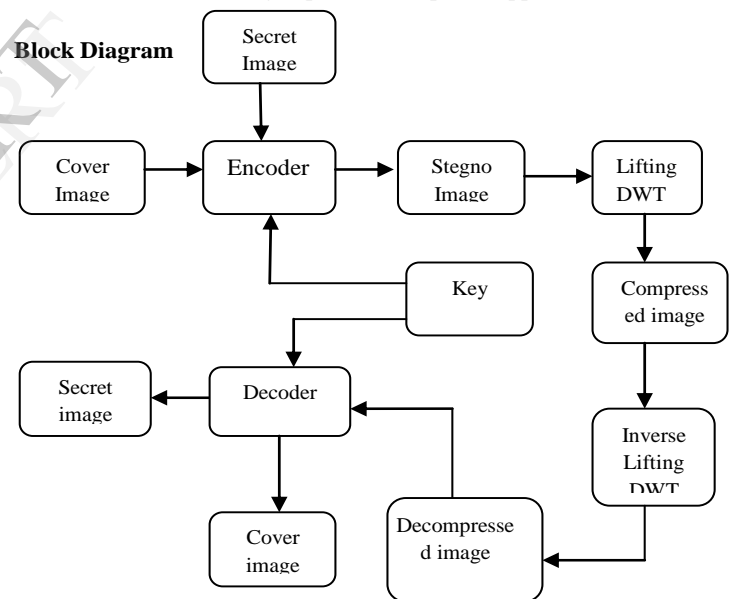 Block Diagram
Secret
Image
Cover
Image
Encoder
Stegno
Image
Lifting
DWT
Key
Compress
ed image
Secret
image
Decoder
Inverse
Lifting
DWT
Cover
image
Decompresse
d image